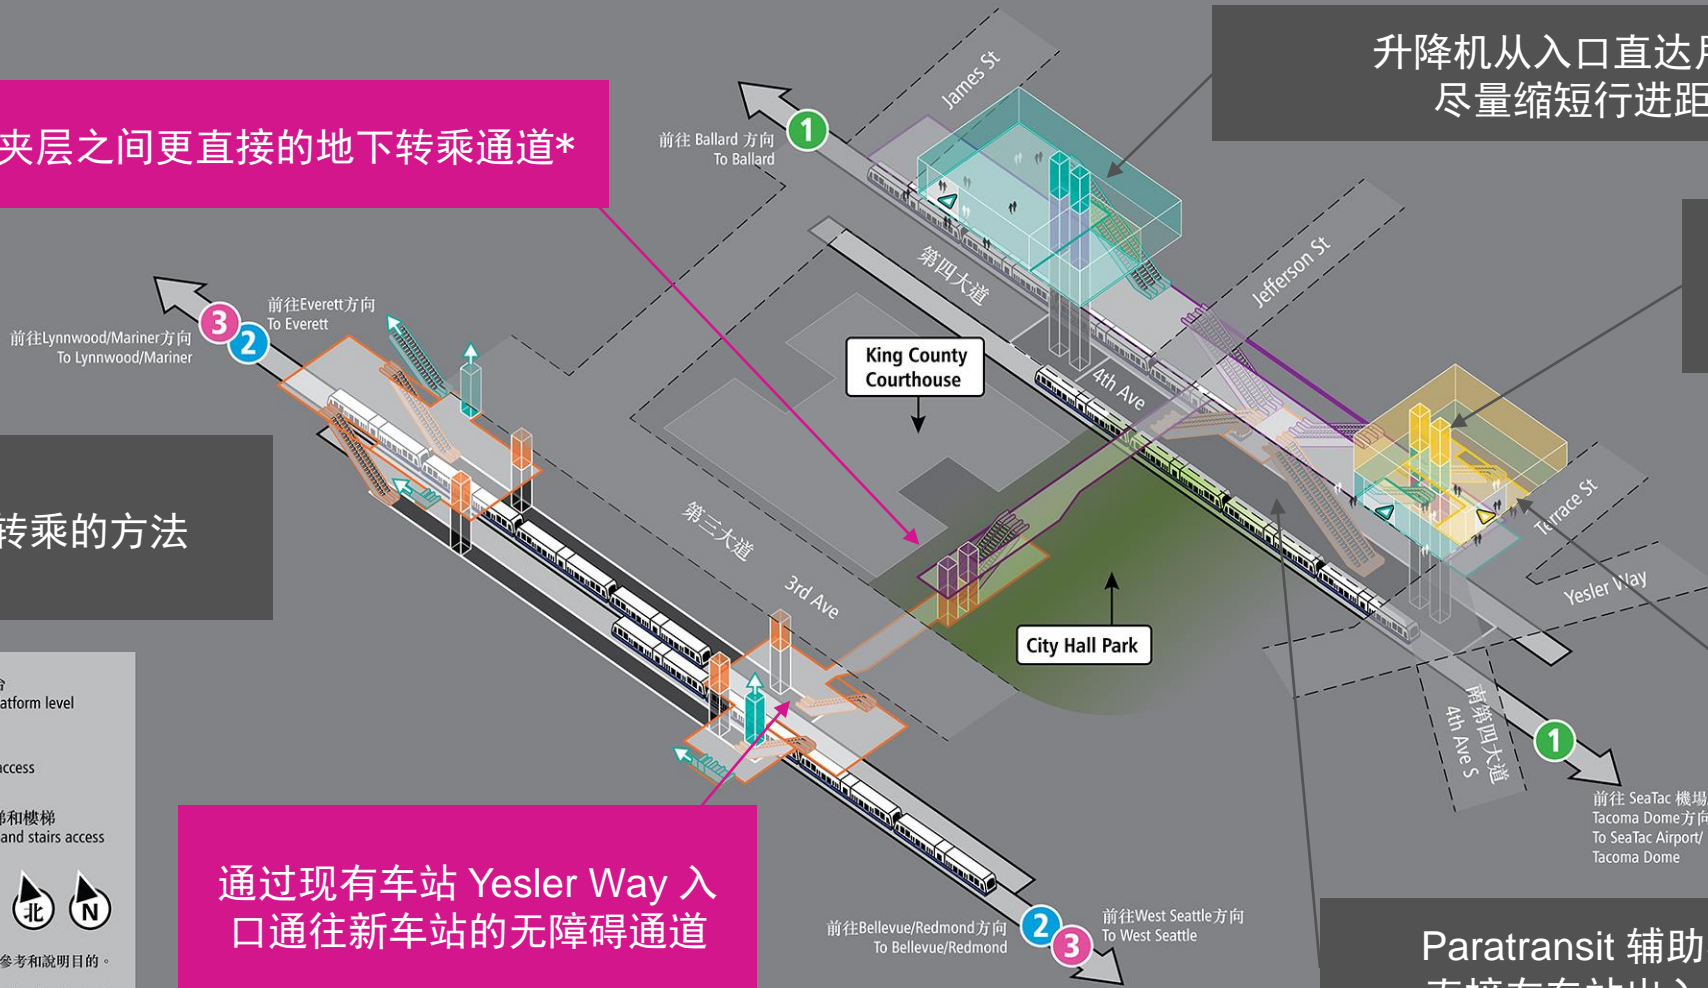 升降机从入口直达
尽量缩短行进距
夹层之间更直接的地下转乘通道*
James St
前往 Ballard 方向
To Ballard
1
第四大道
Jefferson St
前往Everett方向
To Everett
3
2
前往Lynnwood/Mariner方向
To Lynnwood/Mariner
King County
Courthouse
4th Ave
转乘的方法
第三大道
3rd Ave
Terrace St
Yesler Way
City Hall Park
南第四大道
4th Ave S
1
前往 SeaTac 機場
Tacoma Dome方向
To SeaTac Airport/
Tacoma Dome
atform level
access
梯和樓梯
and stairs access
北
N
參考和說明目的。
通过现有车站 Yesler Way 入
口通往新车站的无障碍通道
前往Bellevue/Redmond方向
To Bellevue/Redmond
2
3
前往West Seattle方向
To West Seattle
Paratransit 辅助